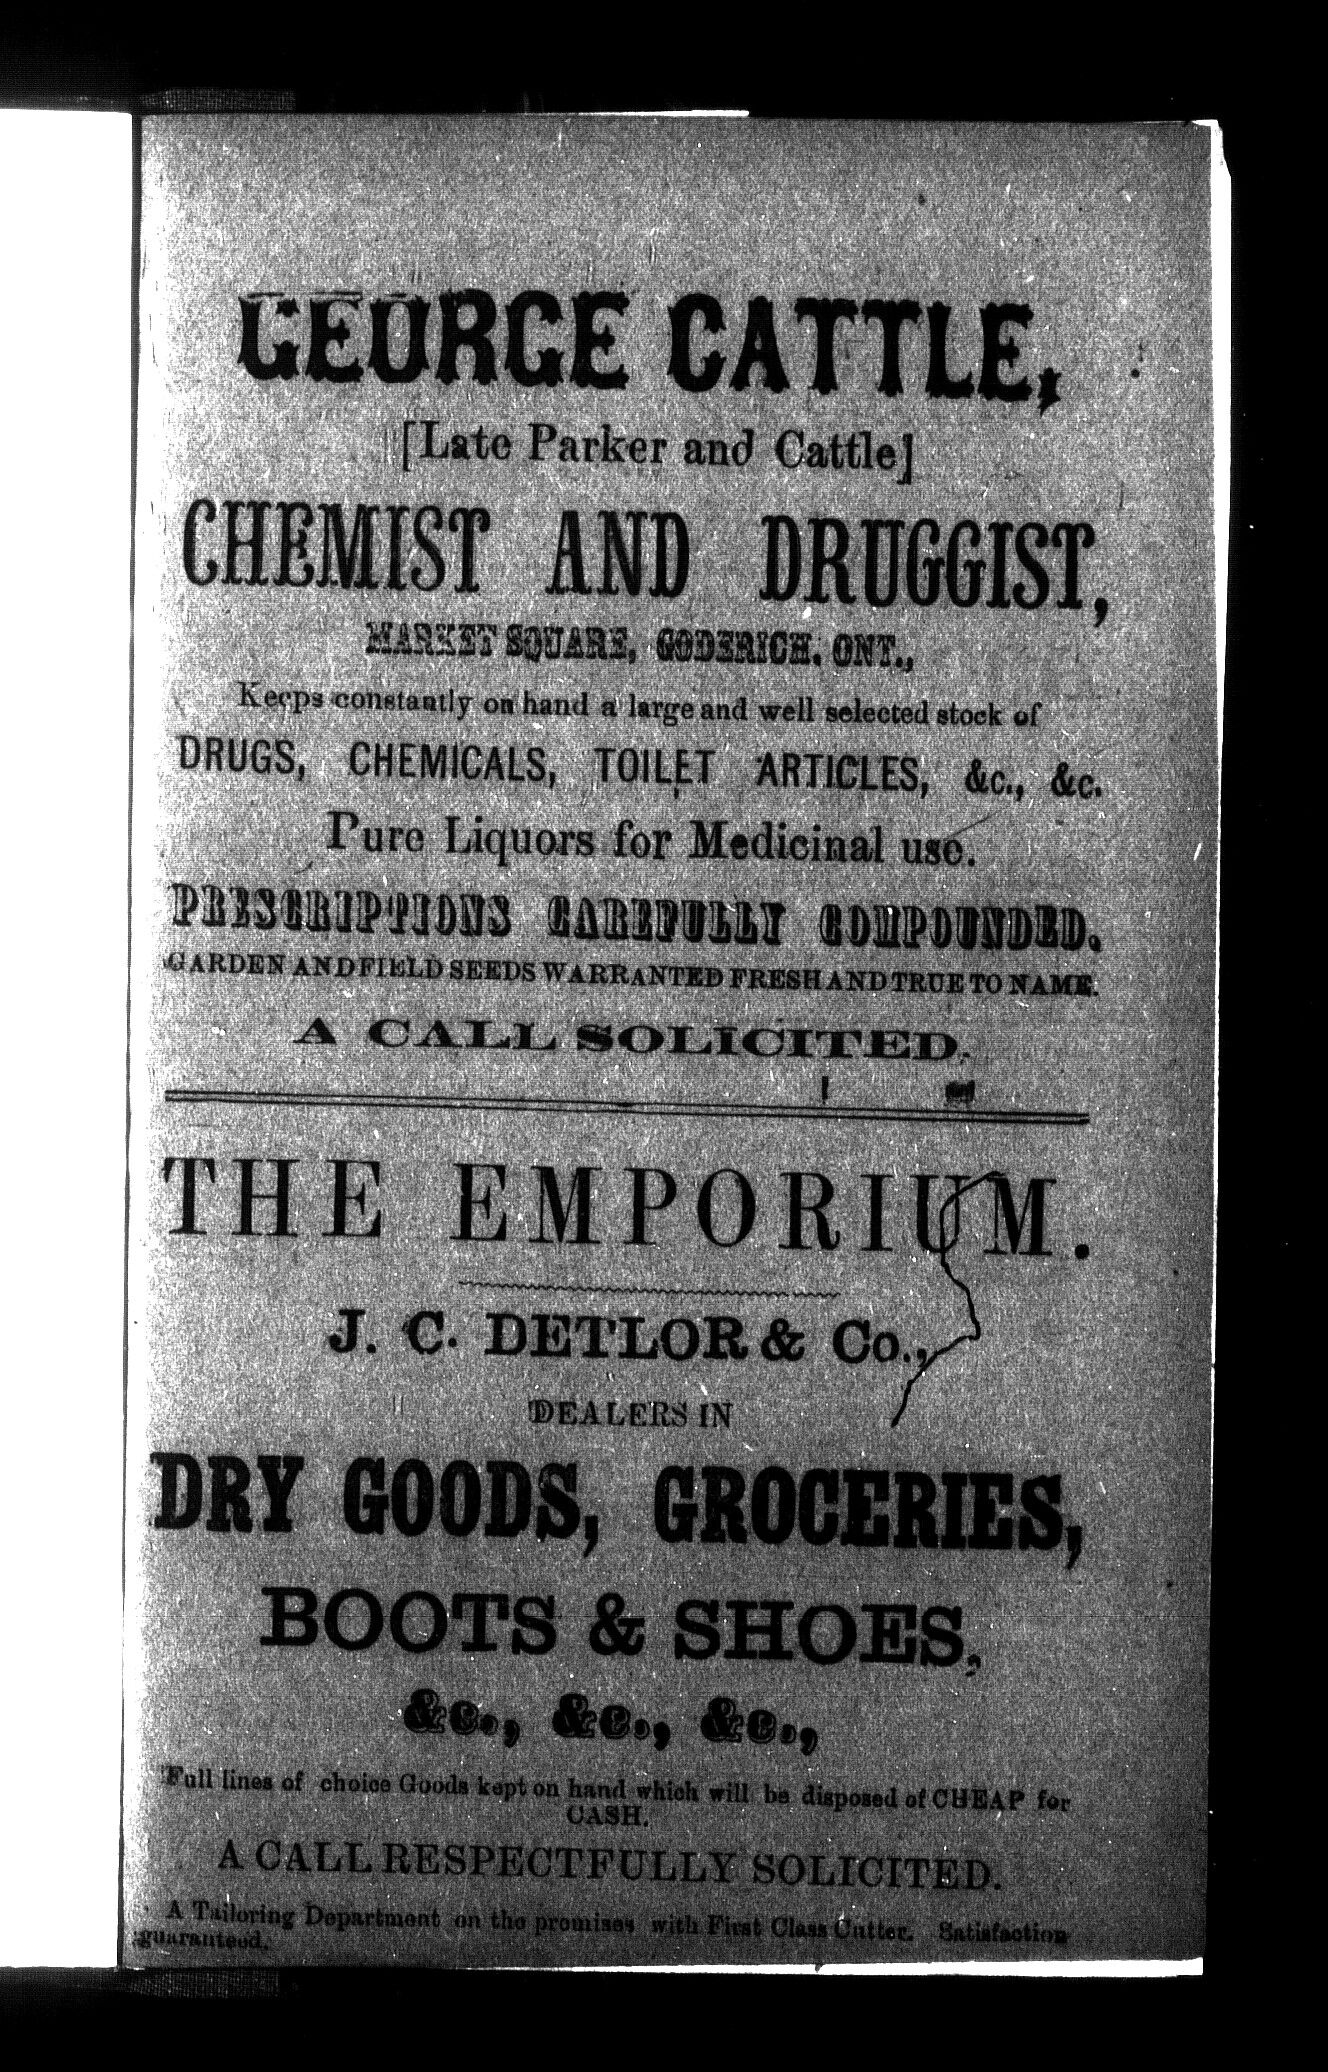 GEORGE CATTLE,
[Late Parker and Cattle]
CHEMIST AND DRUGGIST,
MARKET SQUARE, GODERICH, ONT.,
Keeps constantly on hand a large and well selected stock of
DRUGS, CHEMICALS, TOILET ARTICLES, &c., &c.
Pure Liquors for Medicinal use.
PRESCRIPTIONS CAREFULLY COMPOUNDED.
GARDEN AND FIELD SEEDS WARRANTED FRESH AND TRUE TO NAME.
A CALL SOLICITED.
THE EMPORIUM.
J. C. DETLOR & Co.,
DEALERS IN
DRY GOODS, GROCERIES,
BOOTS & SHOES,
&c., &c., &c.,
Full lines of choice Goods kept on hand which will be disposed of CHEAP for
CASH.
A CALL RESPECTFULLY SOLICITED.
A Tailoring Department on the premises with First Class Cutter. Satisfaction
guaranteed.